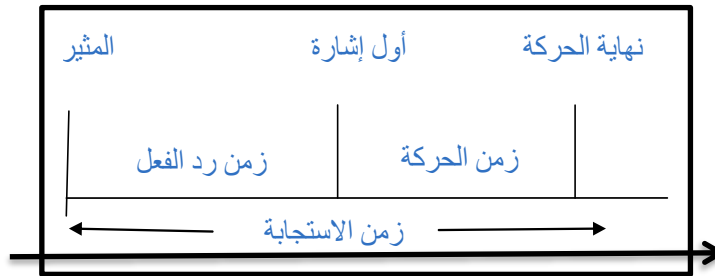 المثير أول إشارة نهاية الحركة
زمن رد الفعل زمن الحركة
زمن الاستجابة